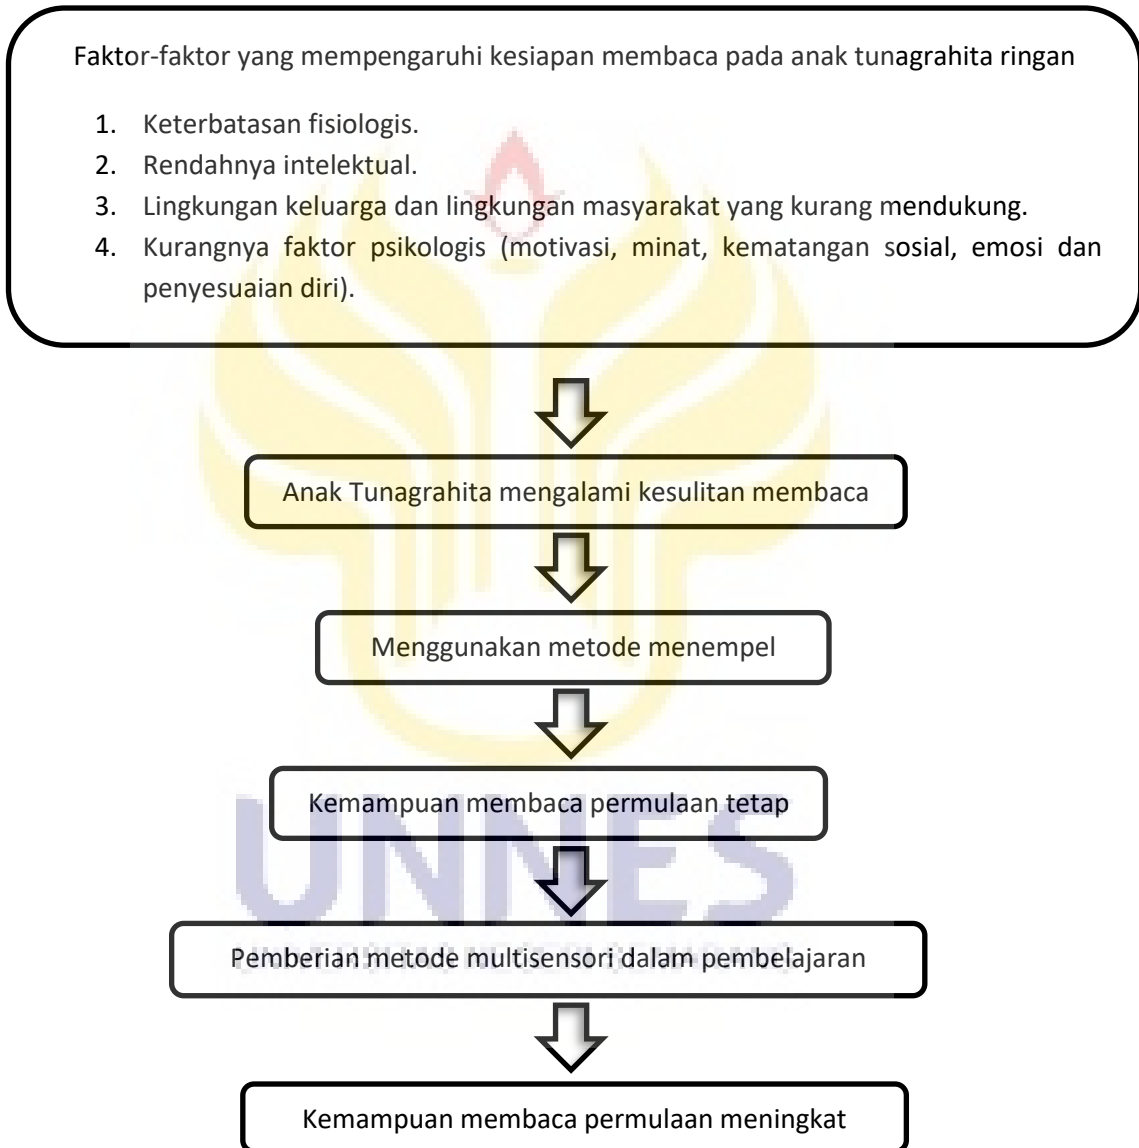 Faktor-faktor yang mempengaruhi kesiapan membaca pada anak tunagrahita ringan
1. Keterbatasan fisiologis.
2. Rendahnya intelektual.
3. Lingkungan keluarga dan lingkungan masyarakat yang kurang mendukung.
4. Kurangnya faktor psikologis (motivasi, minat, kematangan sosial, emosi dan
penyesuaian diri).
Anak Tunagrahita mengalami kesulitan membaca
Menggunakan metode menempel
Kemampuan membaca permulaan tetap
UNNES
Pemberian metode multisensori dalam pembelajaran
Kemampuan membaca permulaan meningkat